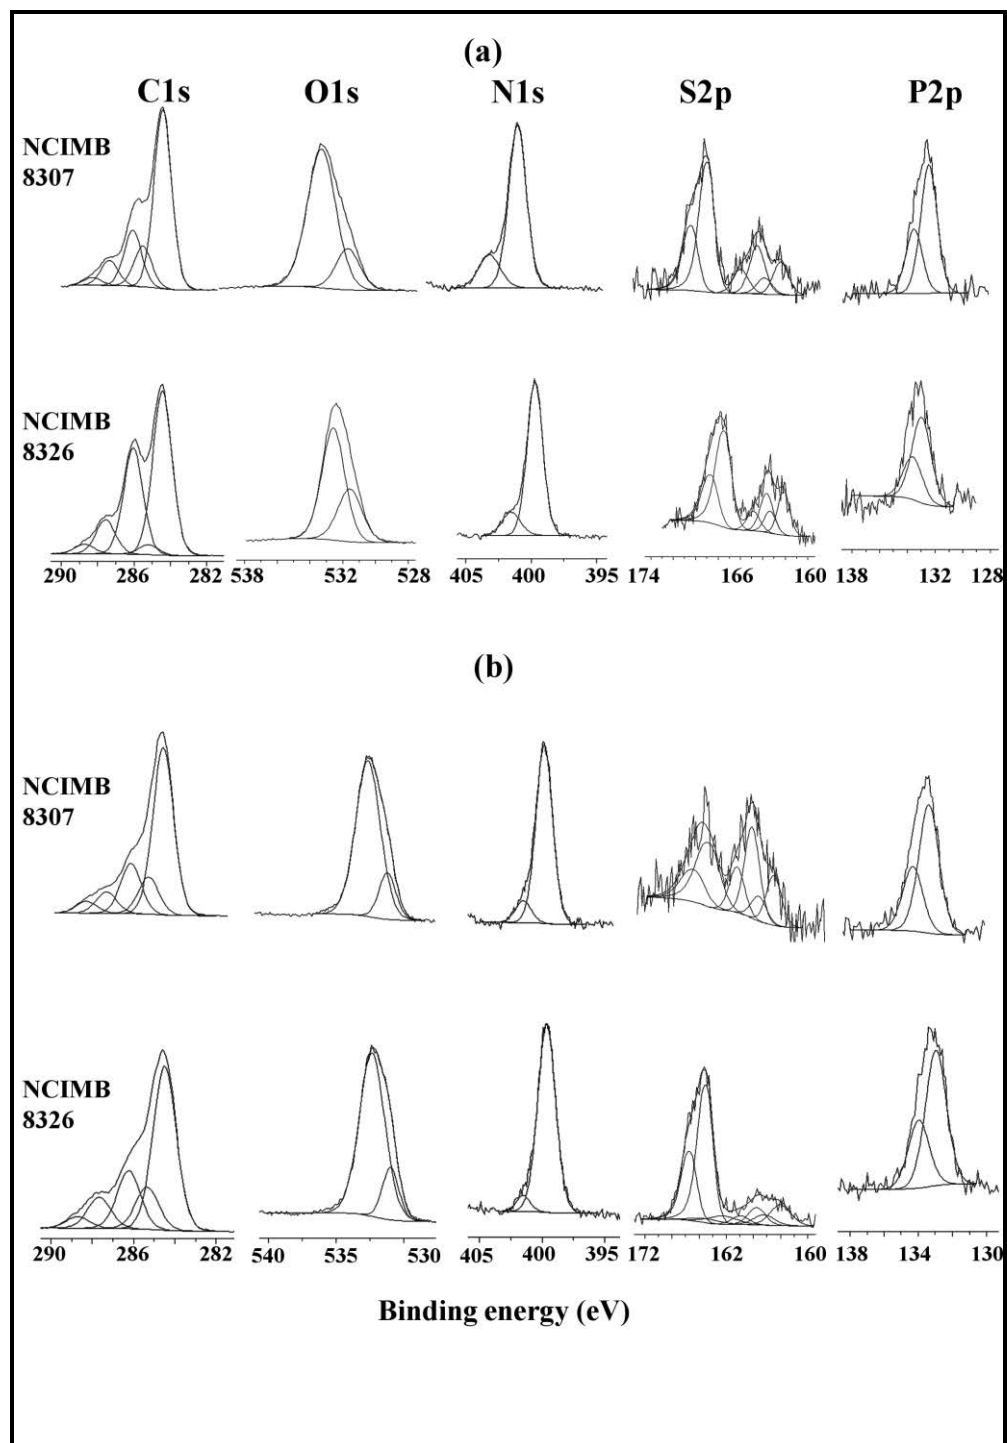 (a)
C1s O1s N1s S2p P2p
NCIMB
8307
NCIMB
8326
290 286 282 538 532 528 405 400 395 174 166 160 138 132 128
(b)
NCIMB
8307
NCIMB
8326
290 286 282 540 533 530 405 400 395 172 162 160 138 134 130
Binding energy (eV)